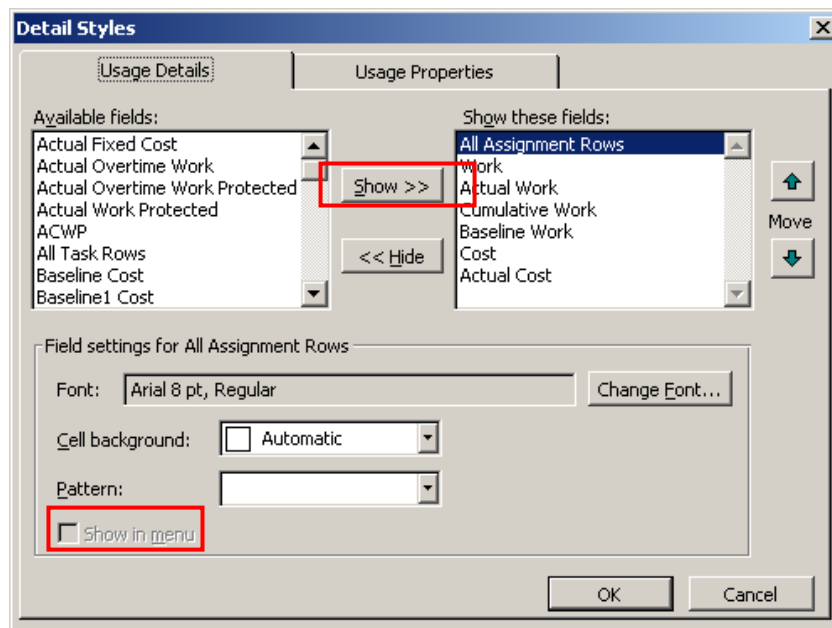 Detail Styles
Usage Details
Usage Properties
Available fields:
Actual Fixed Cost
Actual Overtime Work
Actual Overtime Work Protected
Actual Work Protected
ACWP
All Task Rows
Baseline Cost
Baseline1 Cost
Show >>
<< Hide
Show these fields:
All Assignment Rows
Work
Actual Work
Cumulative Work
Baseline Work
Cost
Actual Cost
Move
Field settings for All Assignment Rows
Font: Arial 8 pt, Regular Change Font...
Cell background: Automatic
Pattern:
Show in menu
OK Cancel